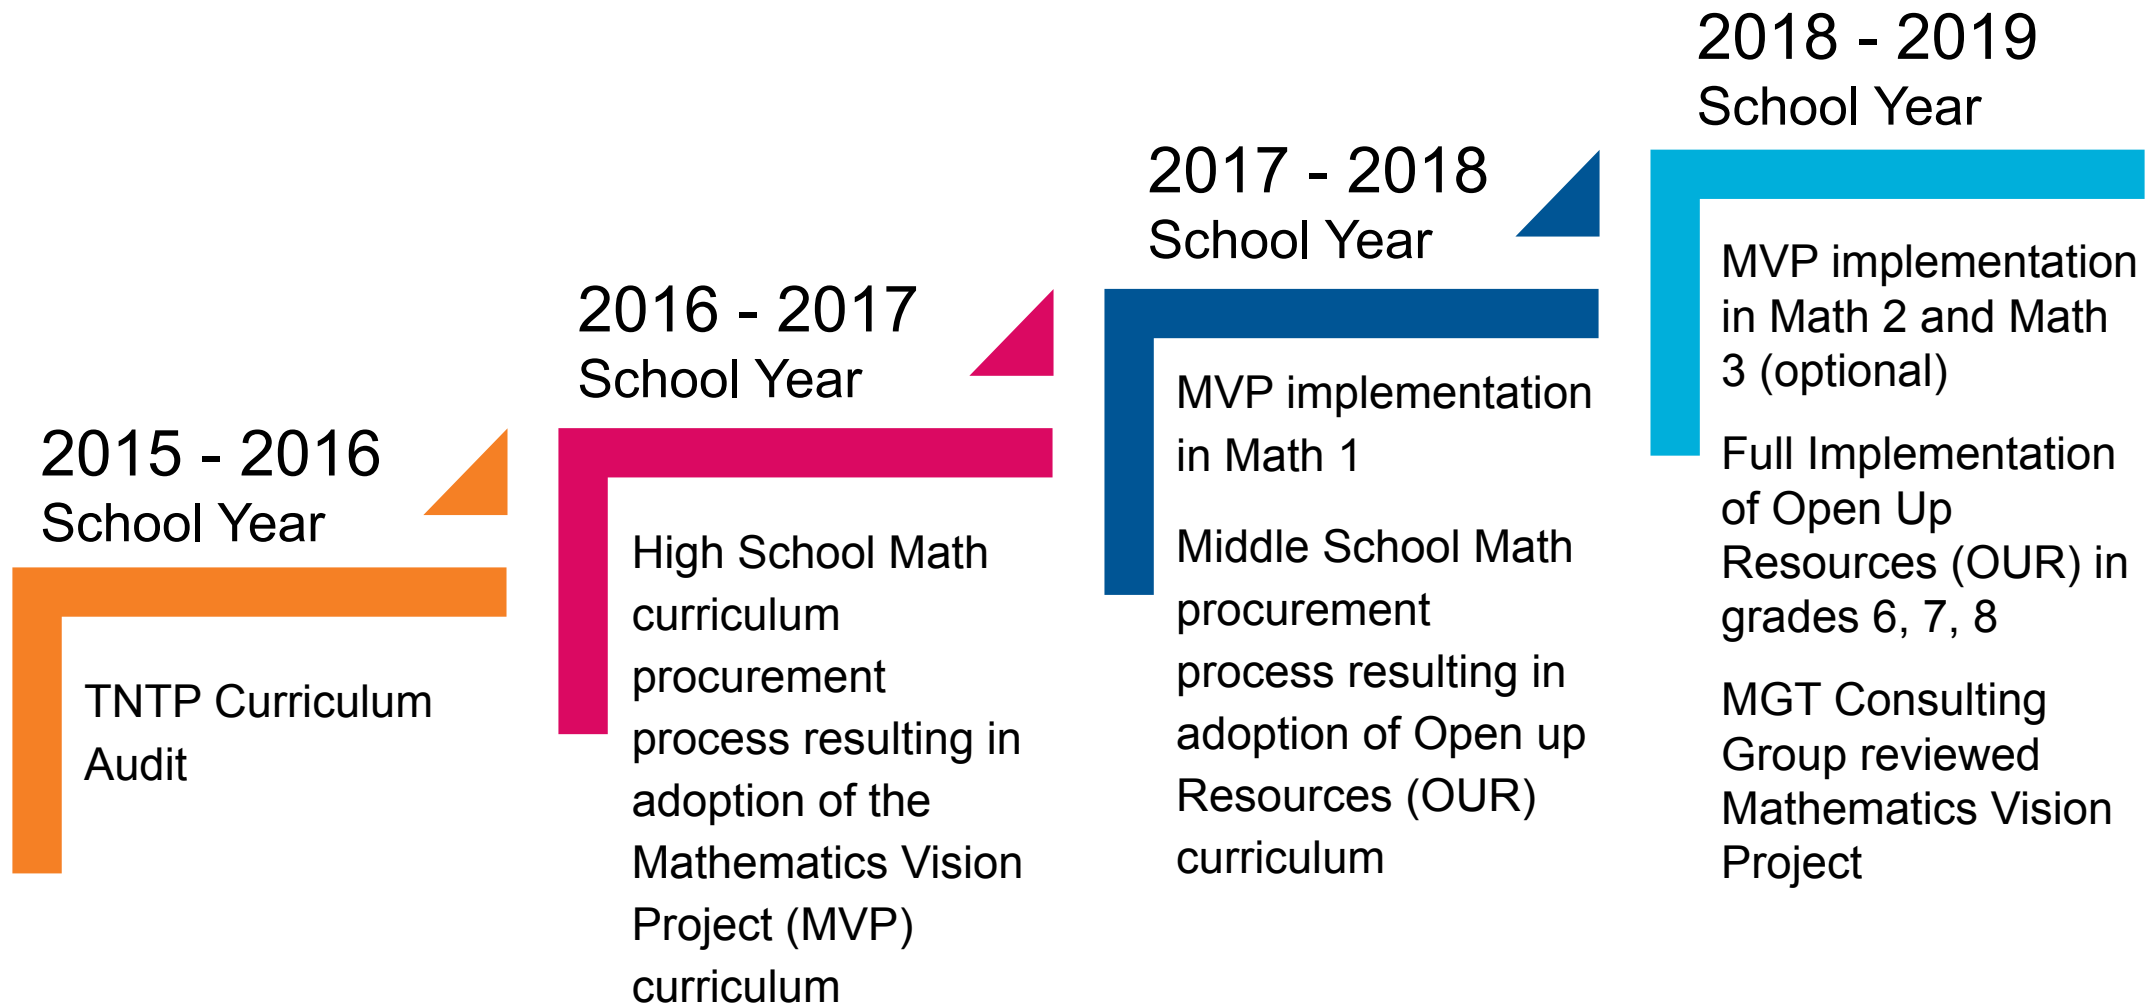 2015 - 2016
School Year
TNTP Curriculum
Audit
2016 - 2017
School Year
High School Math
curriculum
procurement
process resulting in
adoption of the
Mathematics Vision
Project (MVP)
curriculum
2017 - 2018
School Year
MVP implementation
in Math 1
Middle School Math
procurement
process resulting in
adoption of Open up
Resources (OUR)
curriculum
2018 - 2019
School Year
MVP implementation
in Math 2 and Math
3 (optional)
Full Implementation
of Open Up
Resources (OUR) in
grades 6, 7, 8
MGT Consulting
Group reviewed
Mathematics Vision
Project